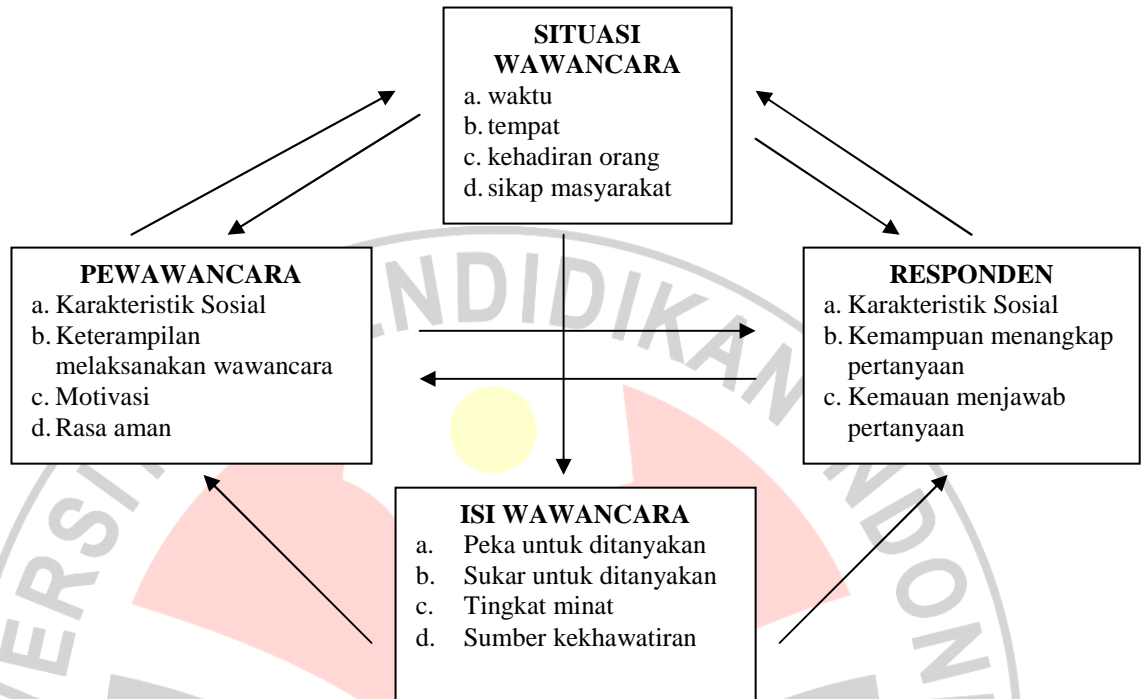 SITUASI
WAWANCARA
a. waktu
b. tempat
c. kehadiran orang
d. sikap masyarakat
PEWAWANCARA
a. Karakteristik Sosial
b. Keterampilan
melaksanakan wawancara
c. Motivasi
d. Rasa aman
RESPONDEN
a. Karakteristik Sosial
b. Kemampuan menangkap
pertanyaan
c. Kemauan menjawab
pertanyaan
ISI WAWANCARA
a. Peka untuk ditanyakan
b. Sukar untuk ditanyakan
c. Tingkat minat
d. Sumber kekhawatiran